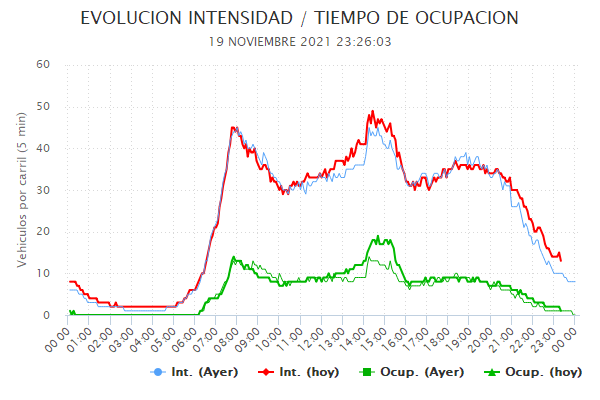 EVOLUCION INTENSIDAD / TIEMPO DE OCUPACION
19 NOVIEMBRE 2021 23:26:03
Vehiculos por carril (5 min)
60
50
40
30
20
10
0
00:00 01:00 02:00 03:00 04:00 05:00 06:00 07:00 08:00 09:00 10:00 11:00 12:00 13:00 14:00 15:00 16:00 17:00 18:00 19:00 20:00 21:00 22:00 23:00 00:00
Int. (Ayer) Int. (hoy) Ocup. (Ayer) Ocup. (hoy)